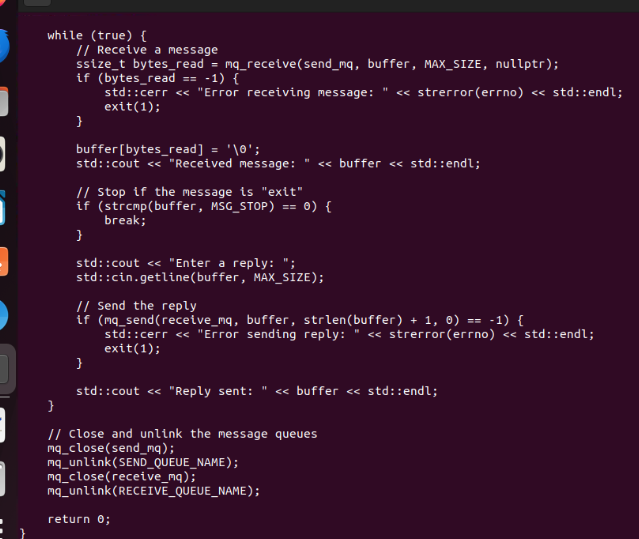 while (true) {
// Receive a message
ssize_t bytes_read = mq_receive(send_mq, buffer, MAX_SIZE, nullptr);
if (bytes_read == -1) {
std::cerr << "Error receiving message: " << strerror(errno) << std::endl;
exit(1);
}
buffer[bytes_read] = '\0';
std::cout << "Received message: " << buffer << std::endl;
// Stop if the message is "exit"
if (strcmp(buffer, MSG_STOP) == 0) {
break;
}
std::cout << "Enter a reply: ";
std::cin.getline(buffer, MAX_SIZE);
// Send the reply
if (mq_send(receive_mq, buffer, strlen(buffer) + 1, 0) == -1) {
std::cerr << "Error sending reply: " << strerror(errno) << std::endl;
exit(1);
}
std::cout << "Reply sent: " << buffer << std::endl;
}
// Close and unlink the message queues
mq_close(send_mq);
mq_unlink(SEND_QUEUE_NAME);
mq_close(receive_mq);
mq_unlink(RECEIVE_QUEUE_NAME);
return 0;
}